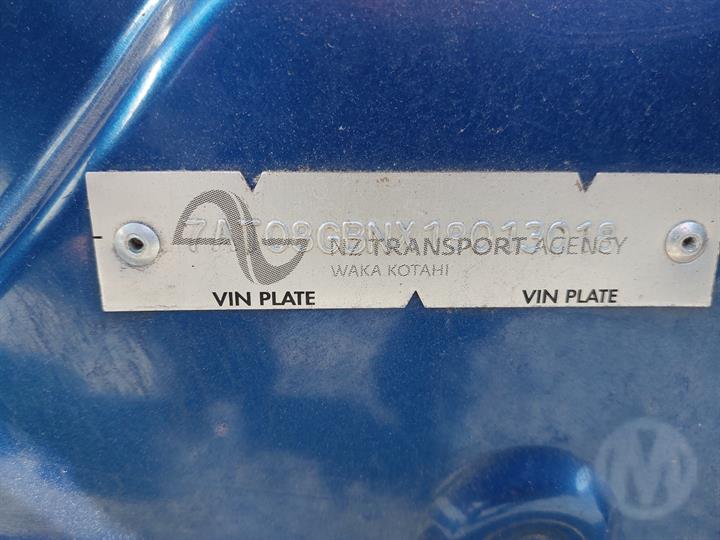 NZ TRANSPORT AGENCY
WAKA KOTAHI
VIN PLATE VIN PLATE
M